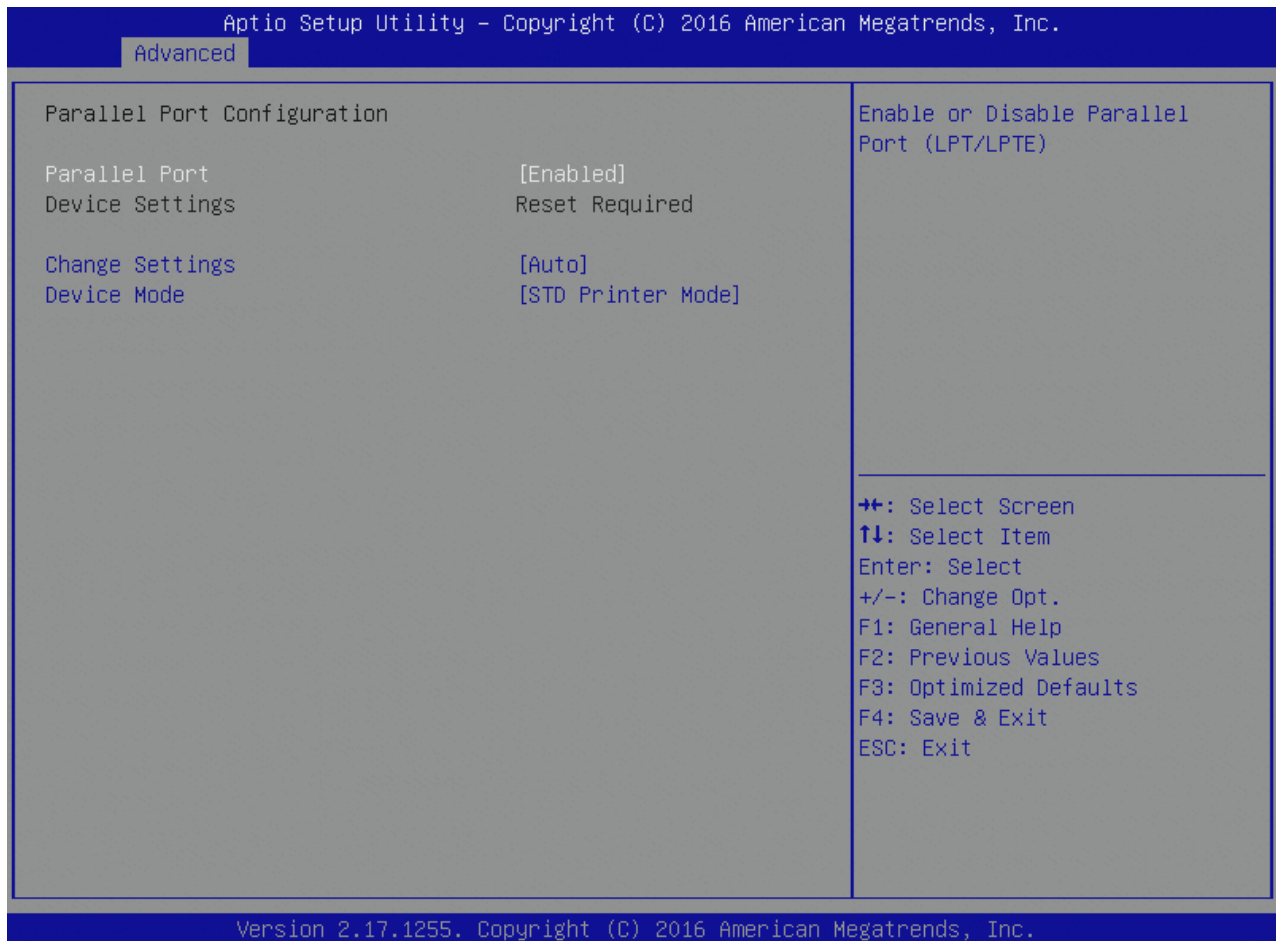 Aptio Setup Utility – Copyright (C) 2016 American Megatrends, Inc.
Advanced
Parallel Port Configuration
Parallel Port [Enabled]
Device Settings Reset Required
Change Settings [Auto]
Device Mode [STD Printer Mode]
Enable or Disable Parallel
Port (LPT/LPTE)
→←: Select Screen
↑↓: Select Item
Enter: Select
+/-: Change Opt.
F1: General Help
F2: Previous Values
F3: Optimized Defaults
F4: Save & Exit
ESC: Exit
Version 2.17.1255. Copyright (C) 2016 American Megatrends, Inc.